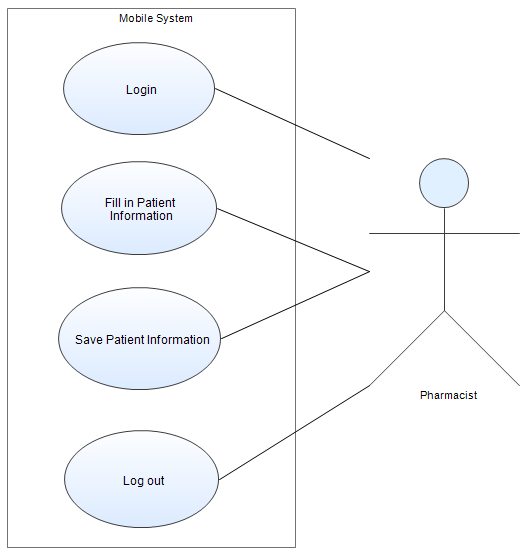 Mobile System
Login
Fill in Patient
Information
Save Patient Information
Pharmacist
Log out